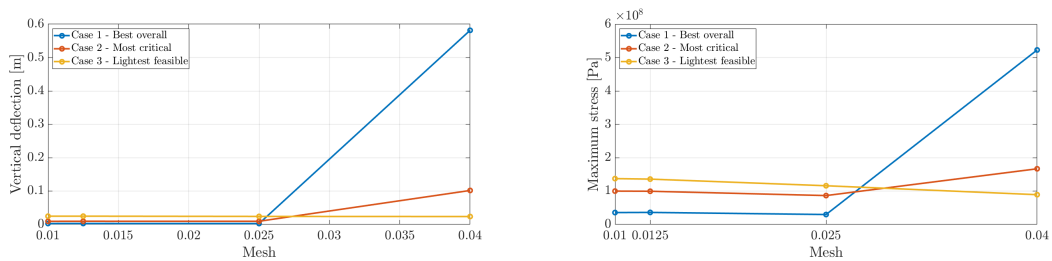 0.6
0.5
0.4
0.3
0.2
0.1
0
Vertical deflection [m]
Case 1 - Best overall
Case 2 - Most critical
Case 3 - Lightest feasible
0.01 0.015 0.02 0.025 0.03 0.035 0.04
Mesh
×10⁸
6
5
4
3
2
1
0
Maximum stress [Pa]
Case 1 - Best overall
Case 2 - Most critical
Case 3 - Lightest feasible
0.01 0.0125 0.025 0.04
Mesh